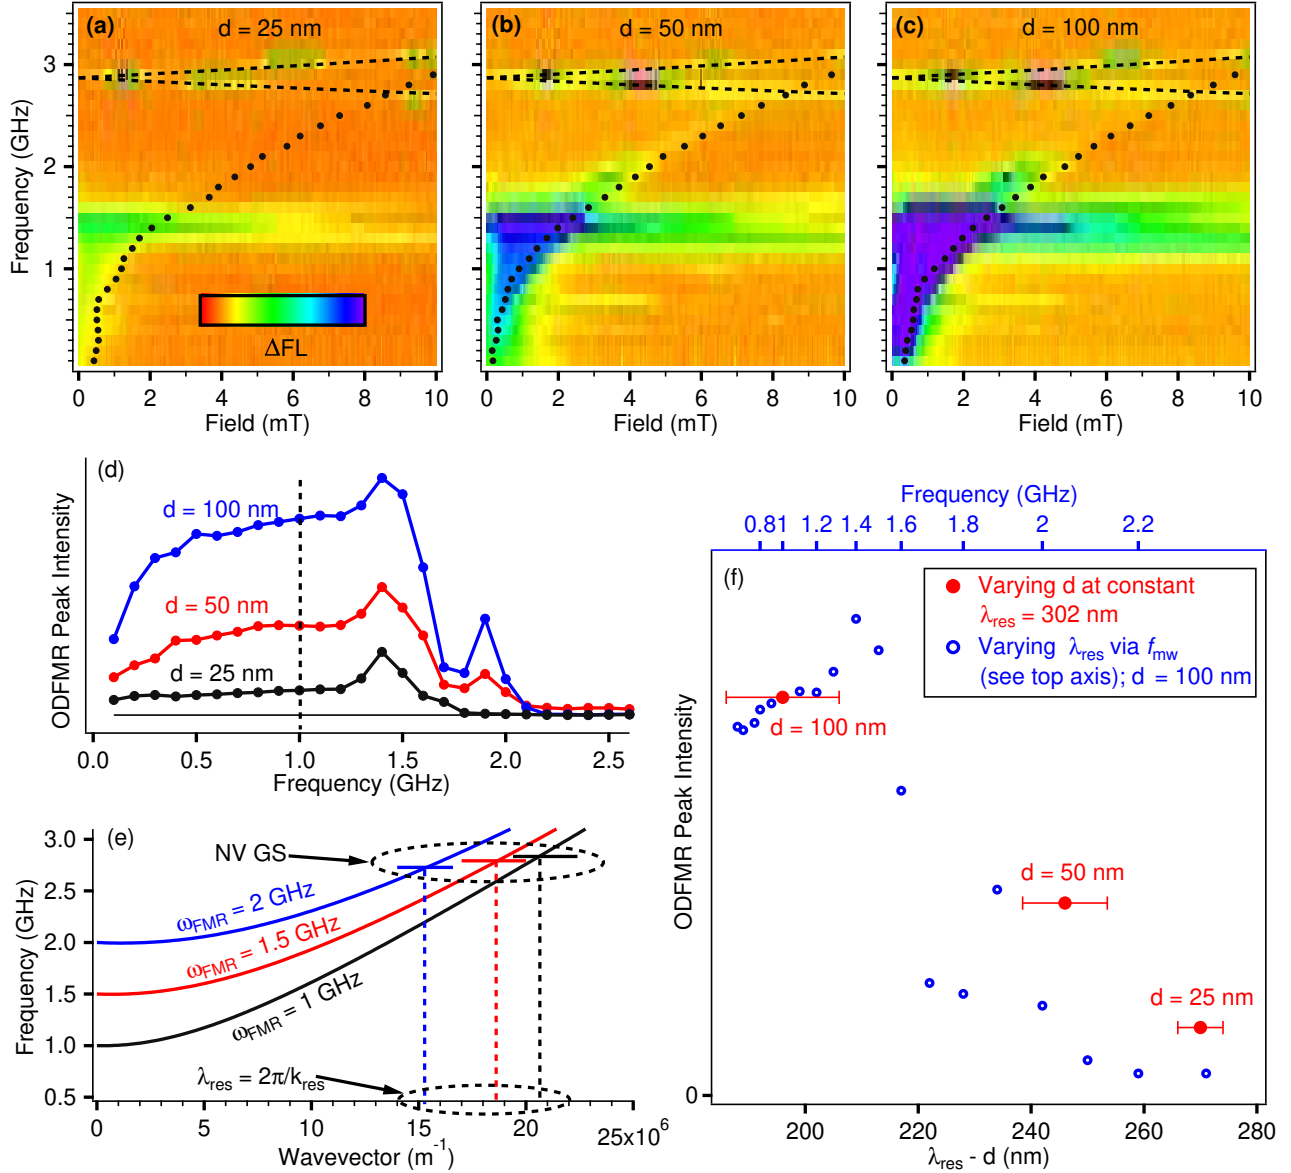 (a) d = 25 nm
(b) d = 50 nm
(c) d = 100 nm
Frequency (GHz)
3
2
1
ΔFL
0 2 4 6 8 10
Field (mT)
0 2 4 6 8 10
Field (mT)
0 2 4 6 8 10
Field (mT)
(d)
ODFMR Peak Intensity
d = 100 nm
d = 50 nm
d = 25 nm
0.0 0.5 1.0 1.5 2.0 2.5
Frequency (GHz)
(e)
Frequency (GHz)
3.0
2.5
2.0
1.5
1.0
0.5
NV GS
ωFMR = 2 GHz
ωFMR = 1.5 GHz
ωFMR = 1 GHz
λres = 2π/kres
0 5 10 15 20 25x10⁶
Wavevector (m⁻¹)
Frequency (GHz)
0.8 1 1.2 1.4 1.6 1.8 2 2.2
(f)
ODFMR Peak Intensity
Varying d at constant
λres = 302 nm
Varying λres via fmw
(see top axis); d = 100 nm
d = 100 nm
d = 50 nm
d = 25 nm
0
200 220 240 260 280
λres - d (nm)